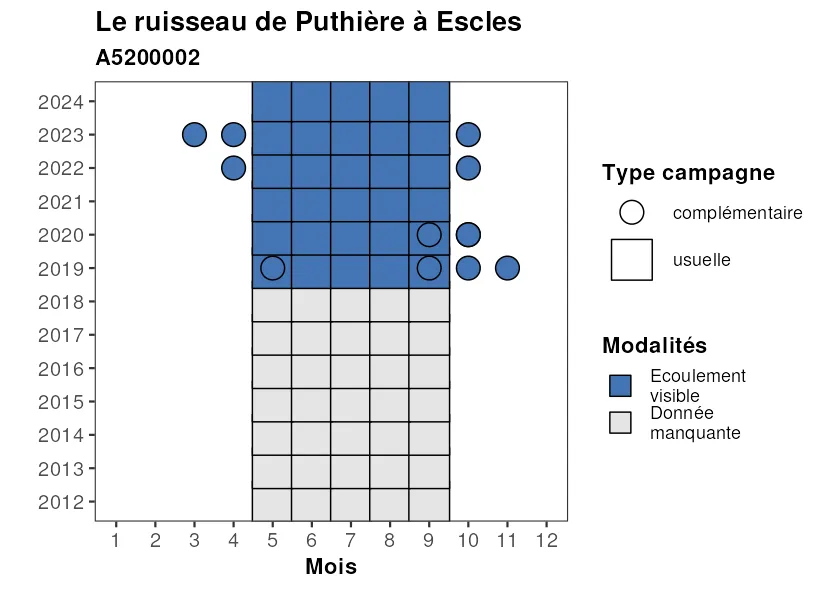 Le ruisseau de Puthière à Escles
A5200002
2024
2023
2022
2021
2020
2019
2018
2017
2016
2015
2014
2013
2012
1 2 3 4 5 6 7 8 9 10 11 12
Mois
Type campagne
complémentaire
usuelle
Modalités
Ecoulement
visible
Donnée
manquante